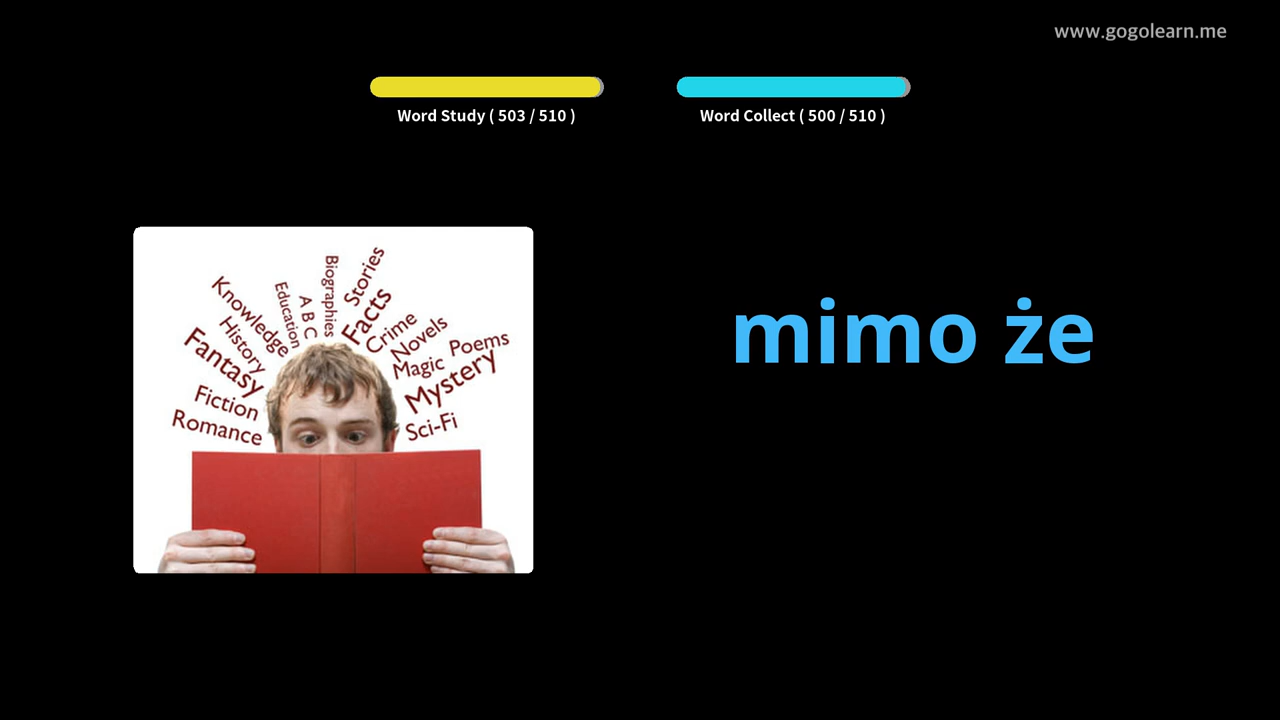 www.gogolearn.me
Word Study ( 503 / 510 )
Word Collect ( 500 / 510 )
Biographies
Stories
Education
A B C
Facts
Knowledge
Crime
History
Novels
Poems
Fantasy
Magic
Mystery
Fiction
Romance
Sci-Fi
mimo że